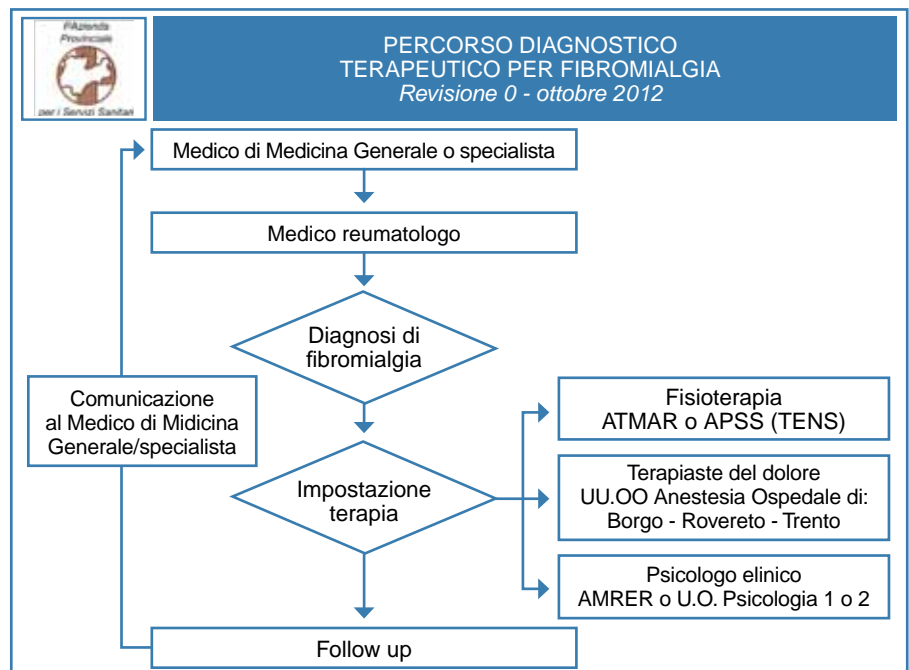 l'Azienda
Provinciale
per i Servizi Sanitari
PERCORSO DIAGNOSTICO
TERAPEUTICO PER FIBROMIALGIA
Revisione 0 - ottobre 2012
Medico di Medicina Generale o specialista
Medico reumatologo
Diagnosi di
fibromialgia
Comunicazione
al Medico di Midicina
Generale/specialista
Impostazione
terapia
Fisioterapia
ATMAR o APSS (TENS)
Terapiaste del dolore
UU.OO Anestesia Ospedale di:
Borgo - Rovereto - Trento
Psicologo elinico
AMRER o U.O. Psicologia 1 o 2
Follow up